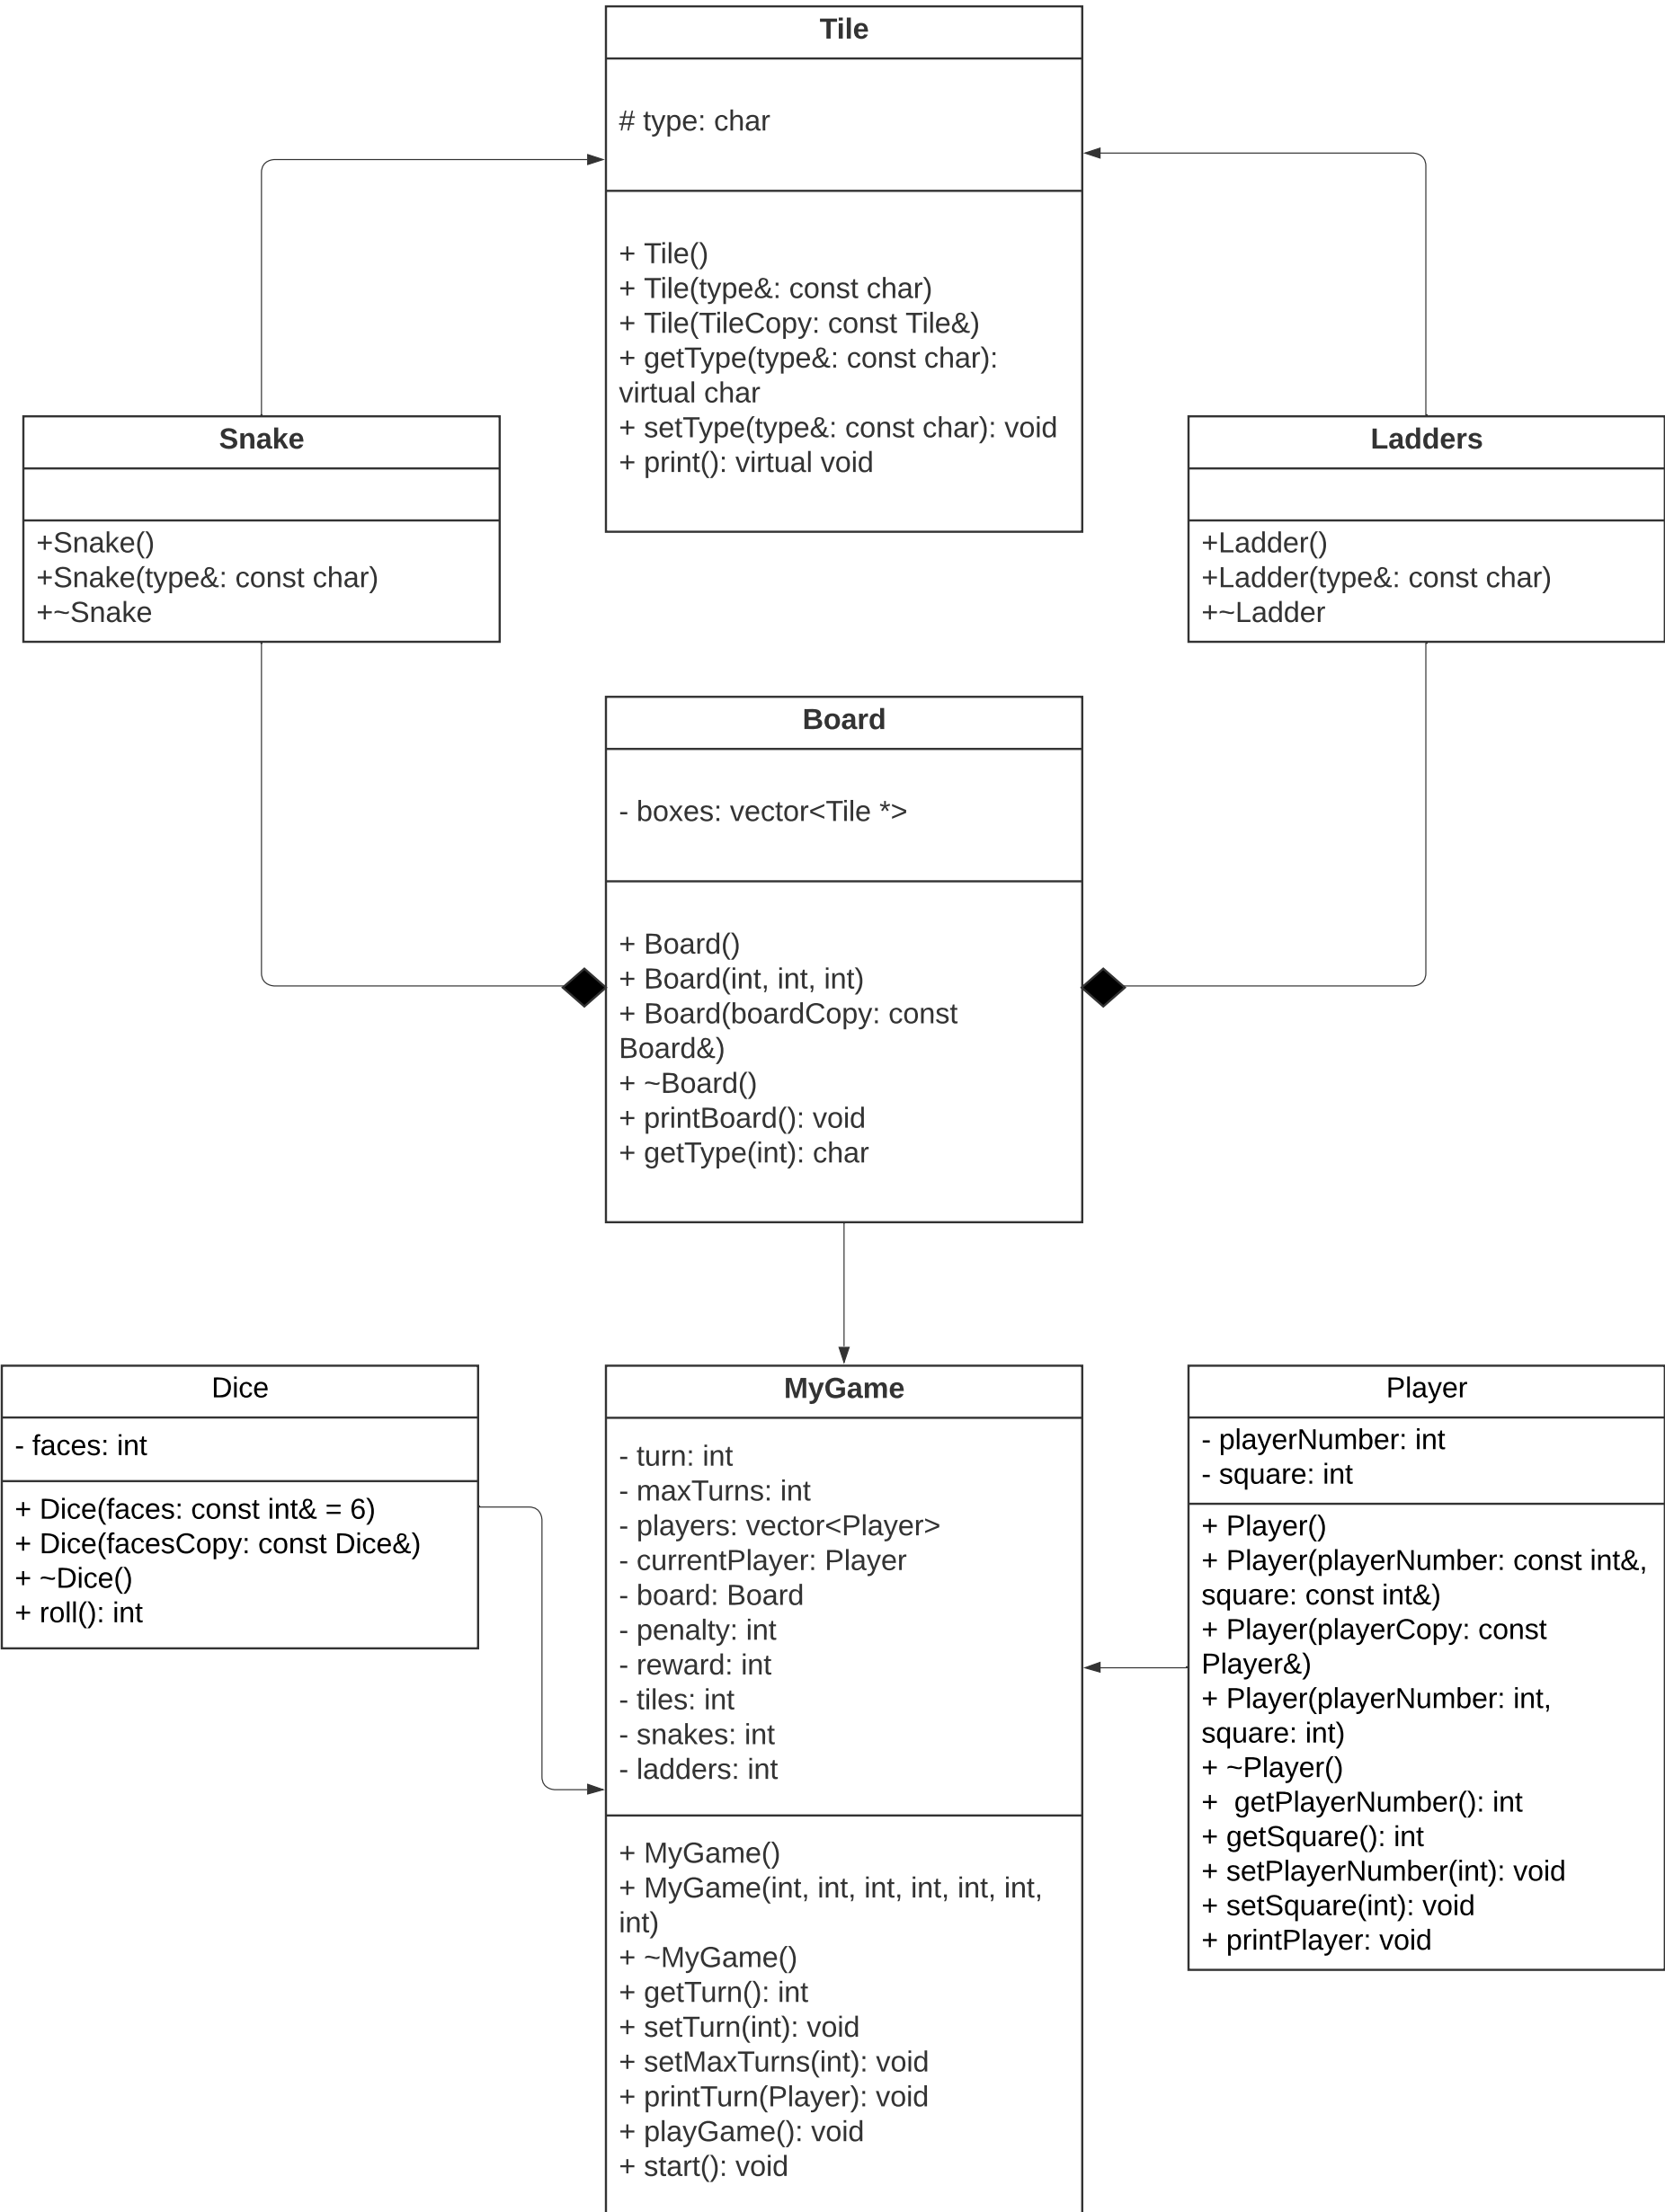 Tile
# type: char
+ Tile()
+ Tile(type&: const char)
+ Tile(TileCopy: const Tile&)
+ getType(type&: const char):
virtual char
+ setType(type&: const char): void
+ print(): virtual void
Snake
+Snake()
+Snake(type&: const char)
+~Snake
Ladders
+Ladder()
+Ladder(type&: const char)
+~Ladder
Board
- boxes: vector<Tile *>
+ Board()
+ Board(int, int, int)
+ Board(boardCopy: const
Board&)
+ ~Board()
+ printBoard(): void
+ getType(int): char
Dice
- faces: int
+ Dice(faces: const int& = 6)
+ Dice(facesCopy: const Dice&)
+ ~Dice()
+ roll(): int
MyGame
- turn: int
- maxTurns: int
- players: vector<Player>
- currentPlayer: Player
- board: Board
- penalty: int
- reward: int
- tiles: int
- snakes: int
- ladders: int
+ MyGame()
+ MyGame(int, int, int, int, int, int,
int)
+ ~MyGame()
+ getTurn(): int
+ setTurn(int): void
+ setMaxTurns(int): void
+ printTurn(Player): void
+ playGame(): void
+ start(): void
Player
- playerNumber: int
- square: int
+ Player()
+ Player(playerNumber: const int&,
square: const int&)
+ Player(playerCopy: const
Player&)
+ Player(playerNumber: int,
square: int)
+ ~Player()
+  getPlayerNumber(): int
+ getSquare(): int
+ setPlayerNumber(int): void
+ setSquare(int): void
+ printPlayer: void